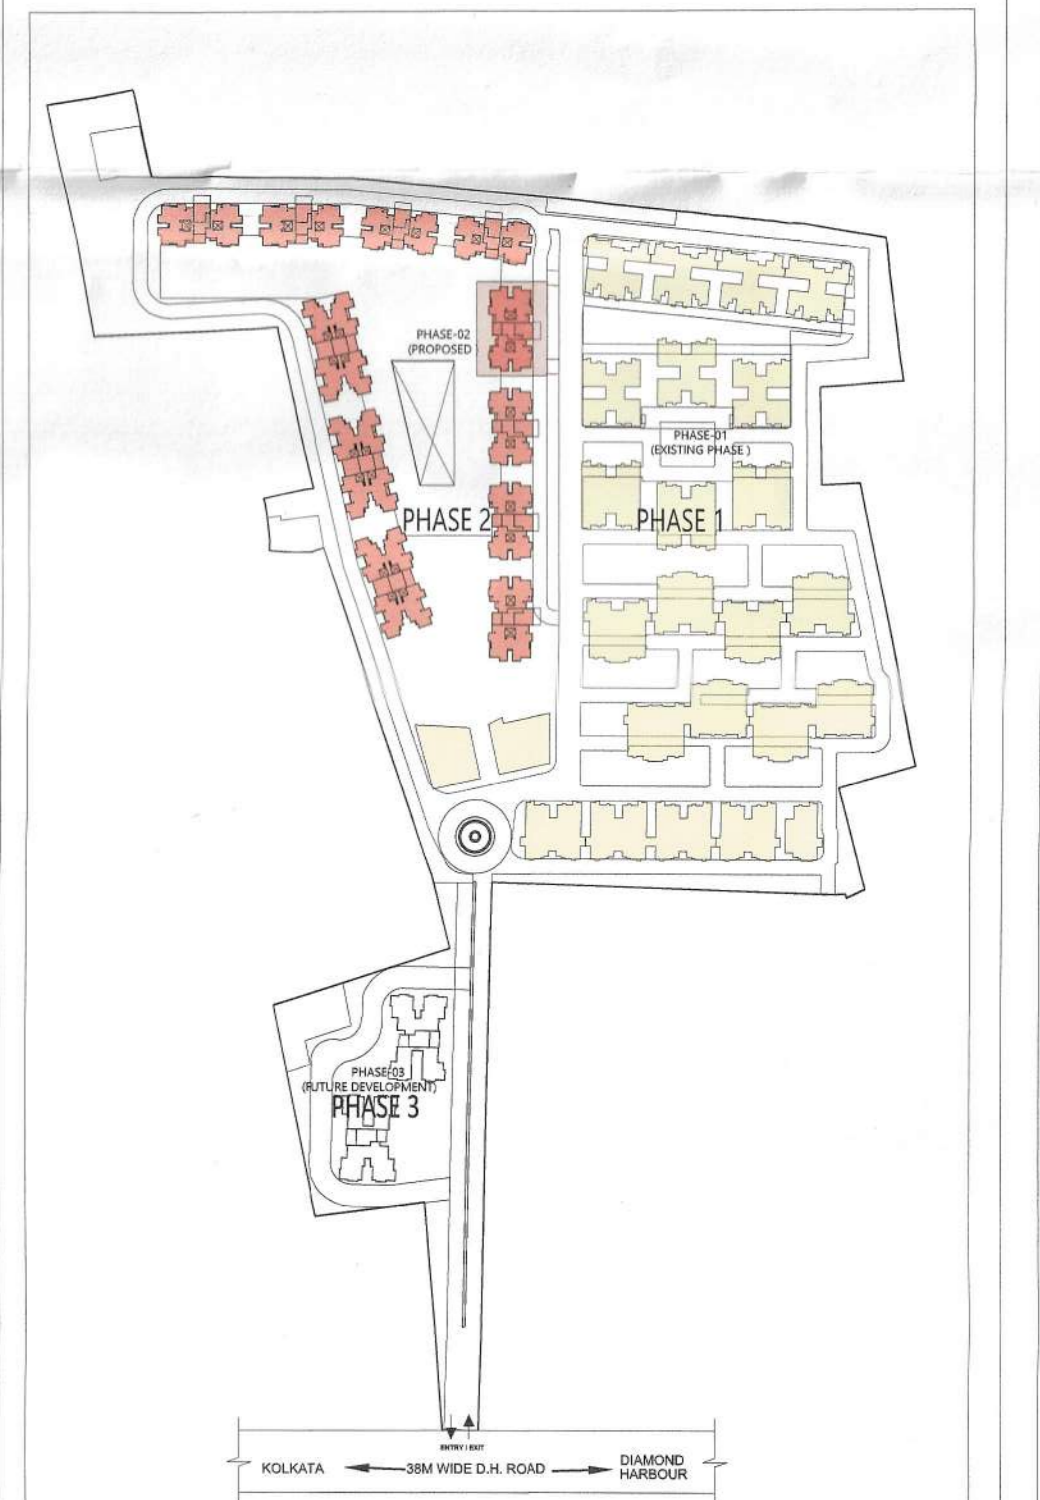 PHASE-02
(PROPOSED
PHASE-01
(EXISTING PHASE )
PHASE 2
PHASE 1
PHASE-03
(FUTURE DEVELOPMENT)
PHASE 3
ENTRY / EXIT
KOLKATA
38M WIDE D.H. ROAD
DIAMOND
HARBOUR